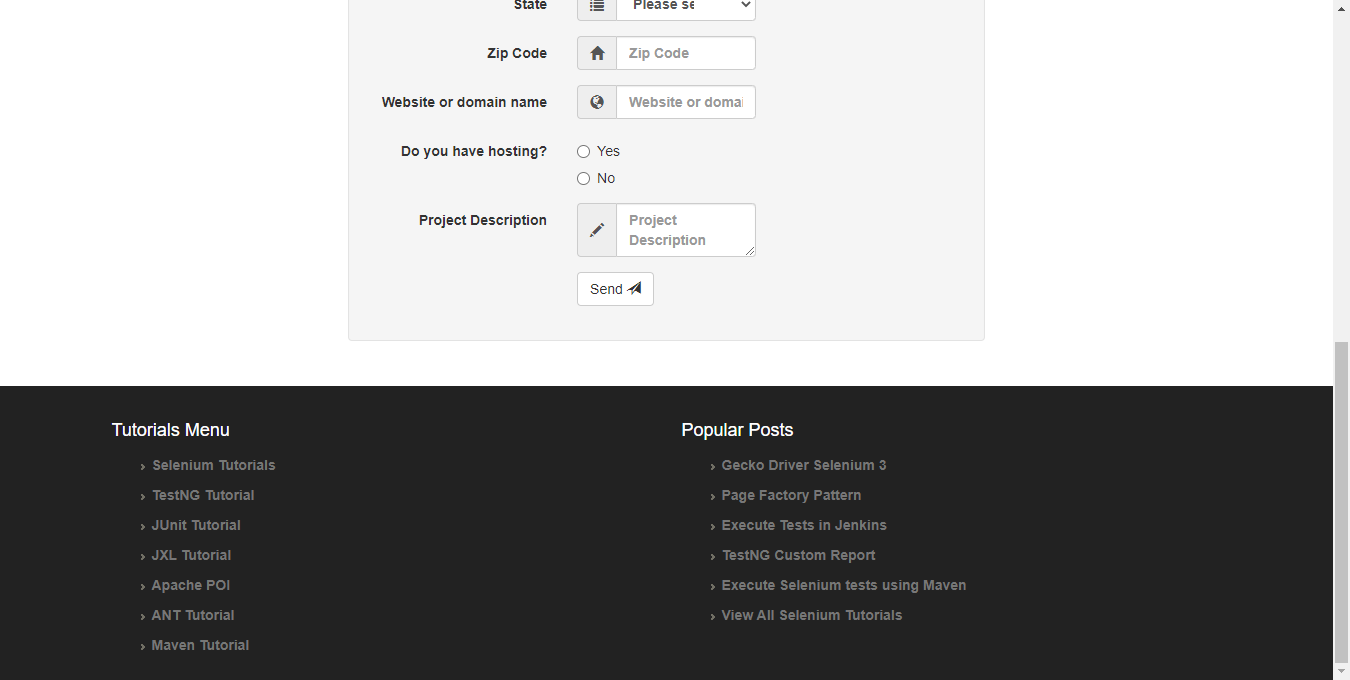 State
Please se
Zip Code
Zip Code
Website or domain name
Website or domai
Do you have hosting?
Yes
No
Project Description
Project
Description
Send
Tutorials Menu
Selenium Tutorials
TestNG Tutorial
JUnit Tutorial
JXL Tutorial
Apache POI
ANT Tutorial
Maven Tutorial
Popular Posts
Gecko Driver Selenium 3
Page Factory Pattern
Execute Tests in Jenkins
TestNG Custom Report
Execute Selenium tests using Maven
View All Selenium Tutorials